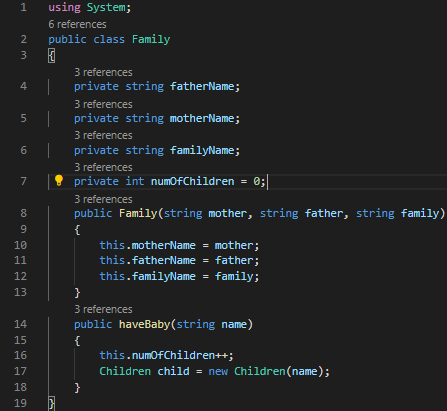 1 using System;
6 references
2 public class Family
3 {
3 references
4 private string fatherName;
3 references
5 private string motherName;
3 references
6 private string familyName;
3 references
7 private int numOfChildren = 0;
3 references
8 public Family(string mother, string father, string family)
9 {
10 this.motherName = mother;
11 this.fatherName = father;
12 this.familyName = family;
13 }
3 references
14 public haveBaby(string name)
15 {
16 this.numOfChildren++;
17 Children child = new Children(name);
18 }
19 }